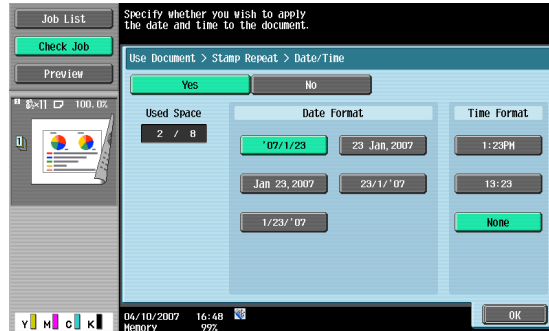 Job List
Check Job
Preview
100.0%
Specify whether you wish to apply
the date and time to the document.
Use Document > Stamp Repeat > Date/Time
Yes
No
Used Space
2 / 8
Date Format
'07/1/23
23 Jan,2007
Jan 23,2007
23/1/'07
1/23/'07
Time Format
1:23PM
13:23
None
Y M C K
04/10/2007 16:48
Memory 99%
OK